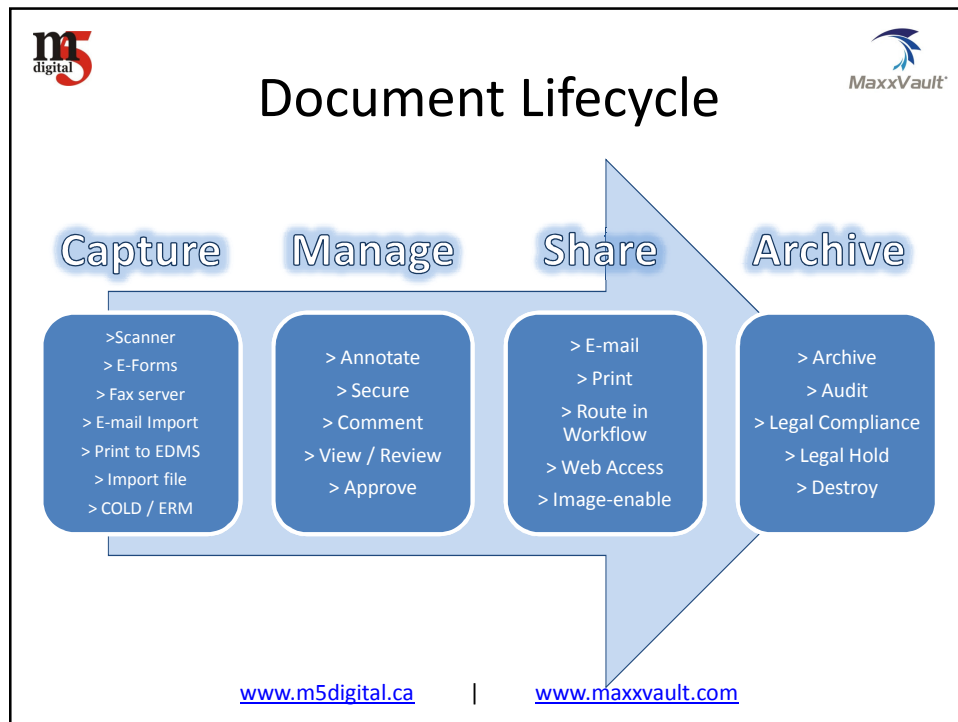 m5
digital
MaxxVault
Document Lifecycle
Capture
>Scanner
> E-Forms
> Fax server
> E-mail Import
> Print to EDMS
> Import file
> COLD / ERM
Manage
> Annotate
> Secure
> Comment
> View / Review
> Approve
Share
> E-mail
> Print
> Route in
Workflow
> Web Access
> Image-enable
Archive
> Archive
> Audit
> Legal Compliance
> Legal Hold
> Destroy
www.m5digital.ca | www.maxxvault.com